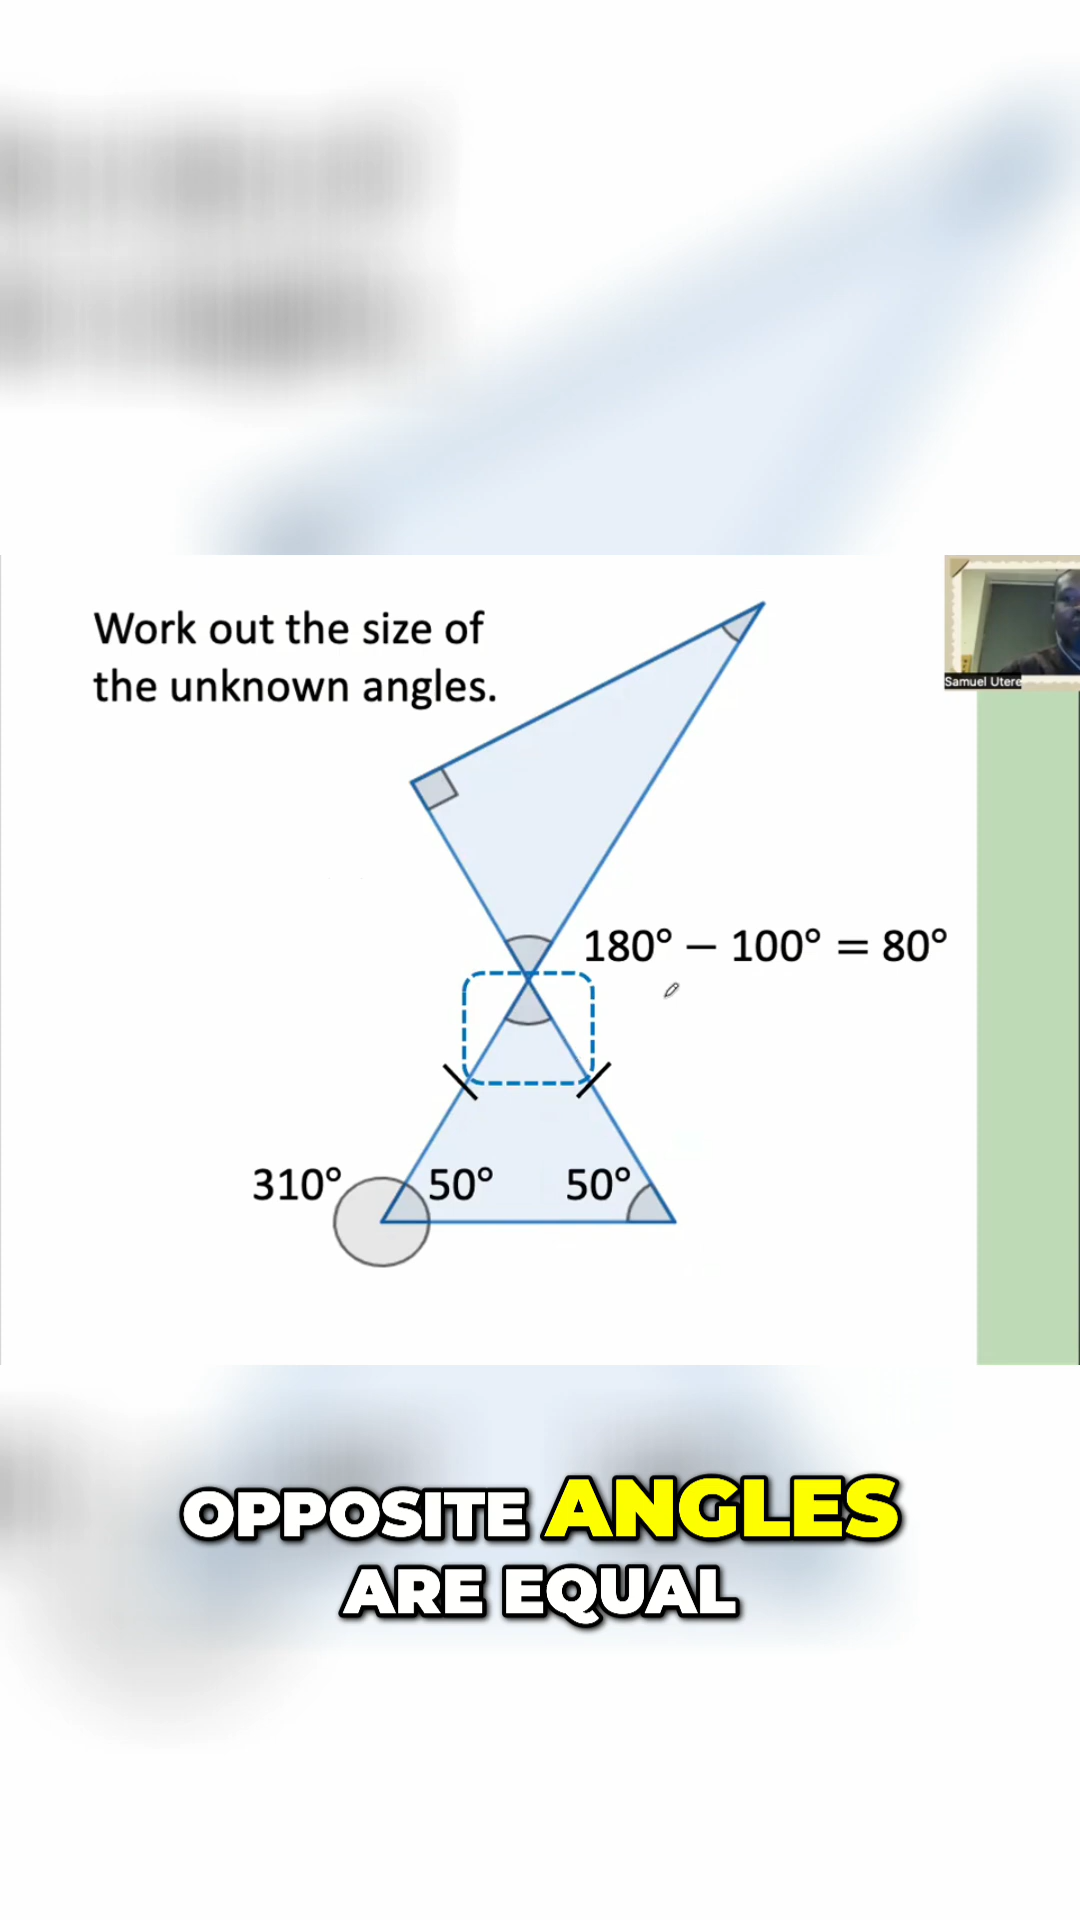 Work out the size of
the unknown angles.
Samuel Utere
180° − 100° = 80°
310°
50°
50°
OPPOSITE ANGLES
ARE EQUAL